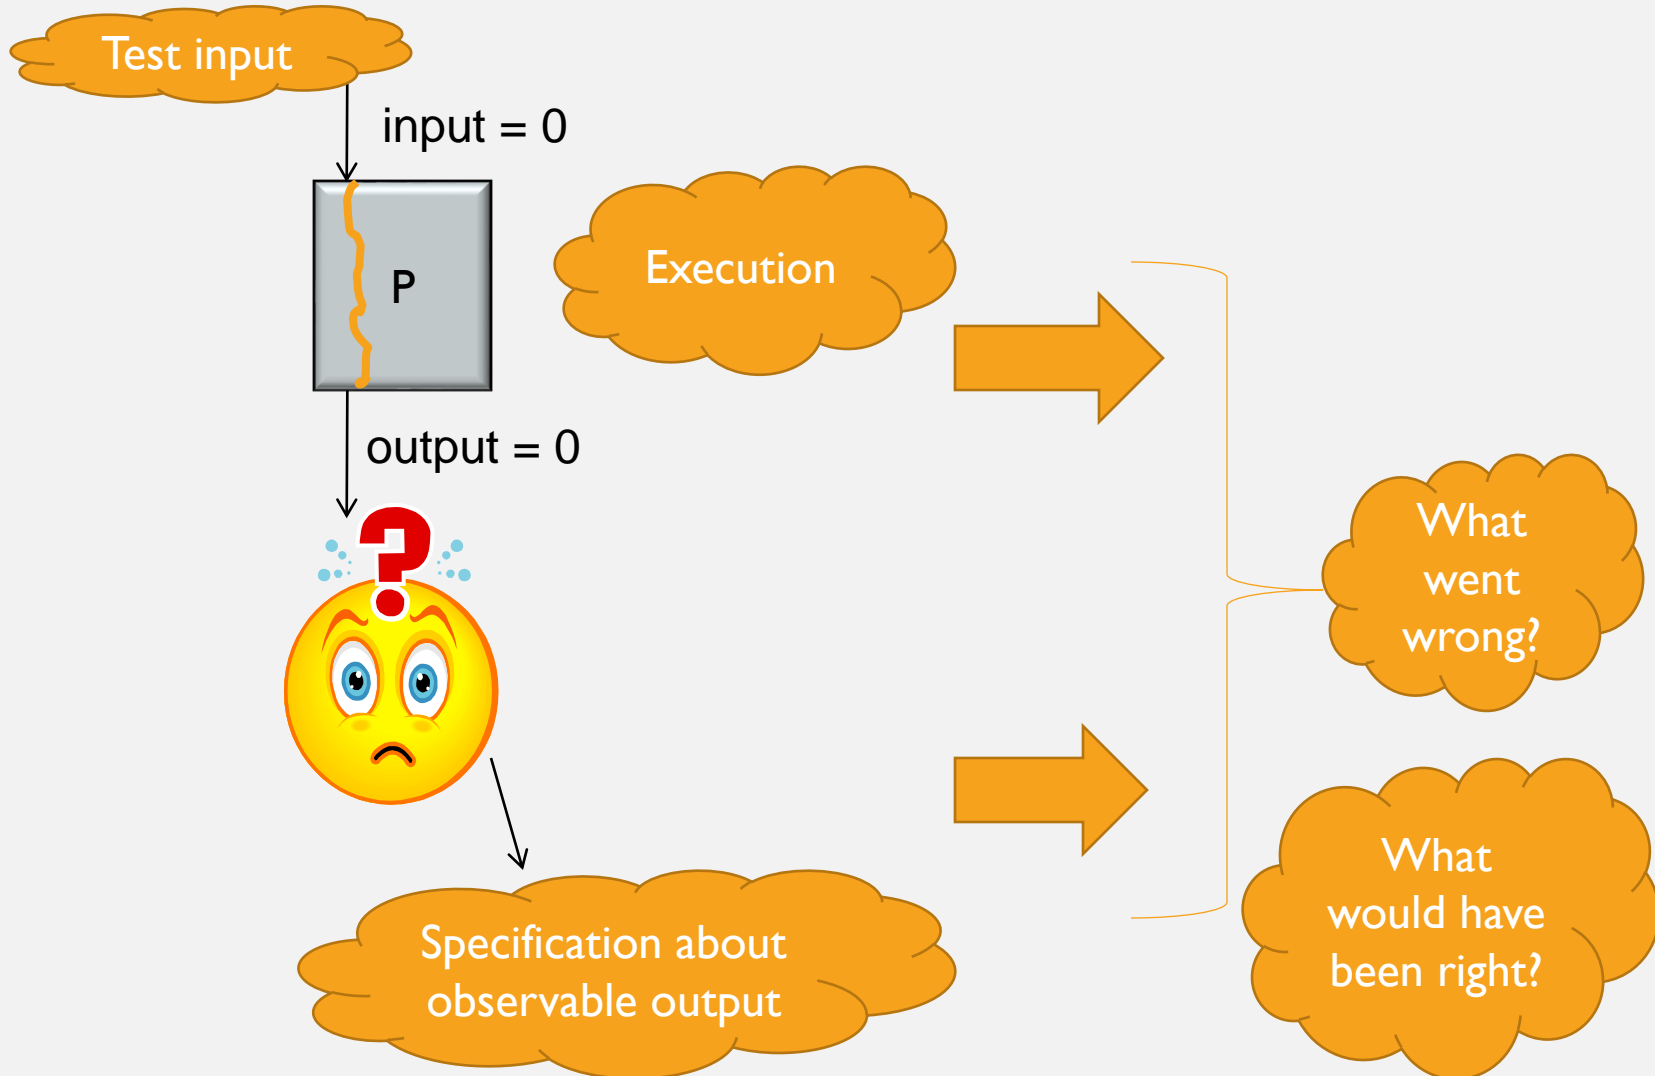 Test input
input = 0
P
Execution
output = 0
?
What
went
wrong?
What
would have
been right?
Specification about
observable output